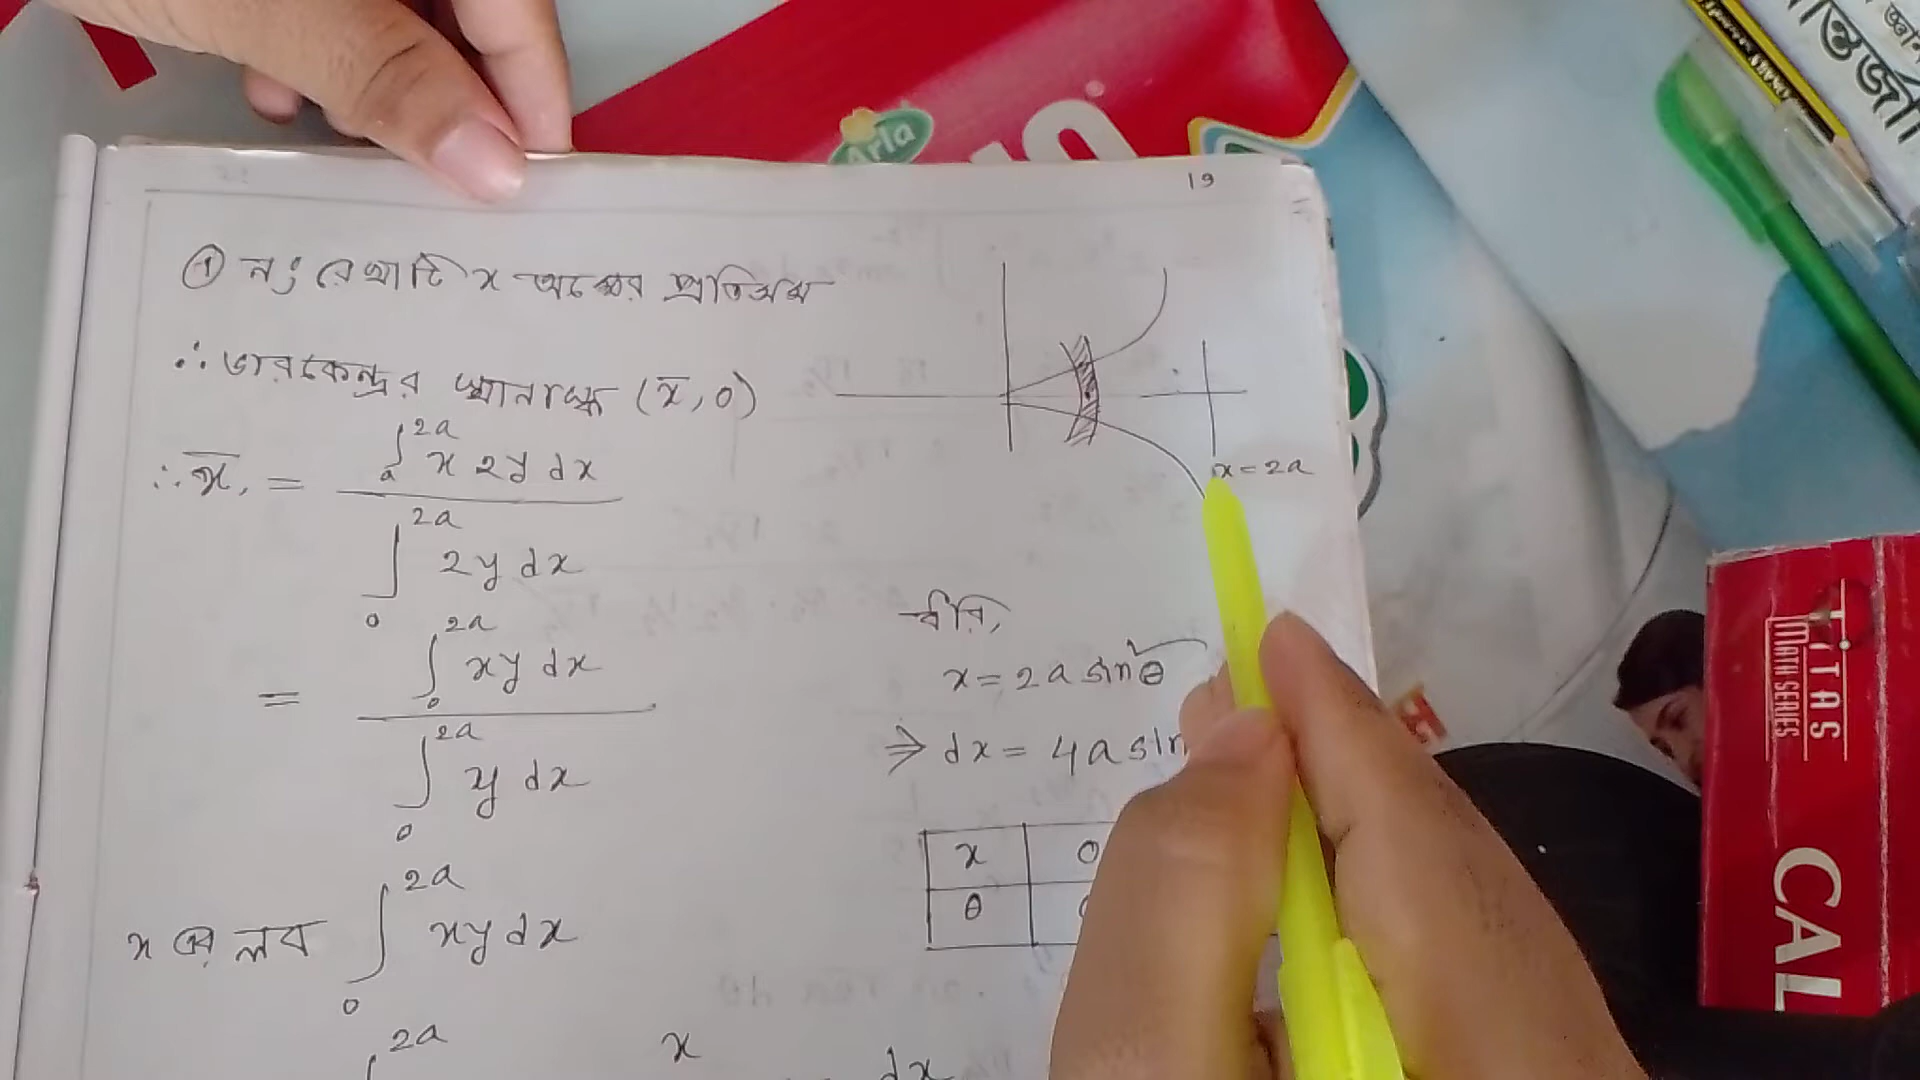 19
① নং রেখাটি x অক্ষের প্রতিসম
∴ ভারকেন্দ্রের স্থানাঙ্ক (x̅, 0)
∴ x̅, = ∫₀^2a x 2y dx / ∫₀^2a 2y dx
= ∫₀^2a xy dx / ∫₀^2a y dx
x এর লব ∫₀^2a xy dx
2a x dx
x = 2a
ধরি,
x = 2a sin²θ
⇒ dx = 4a sin
x 0
θ
Arla
TITAS
MATH SERIES
CAL